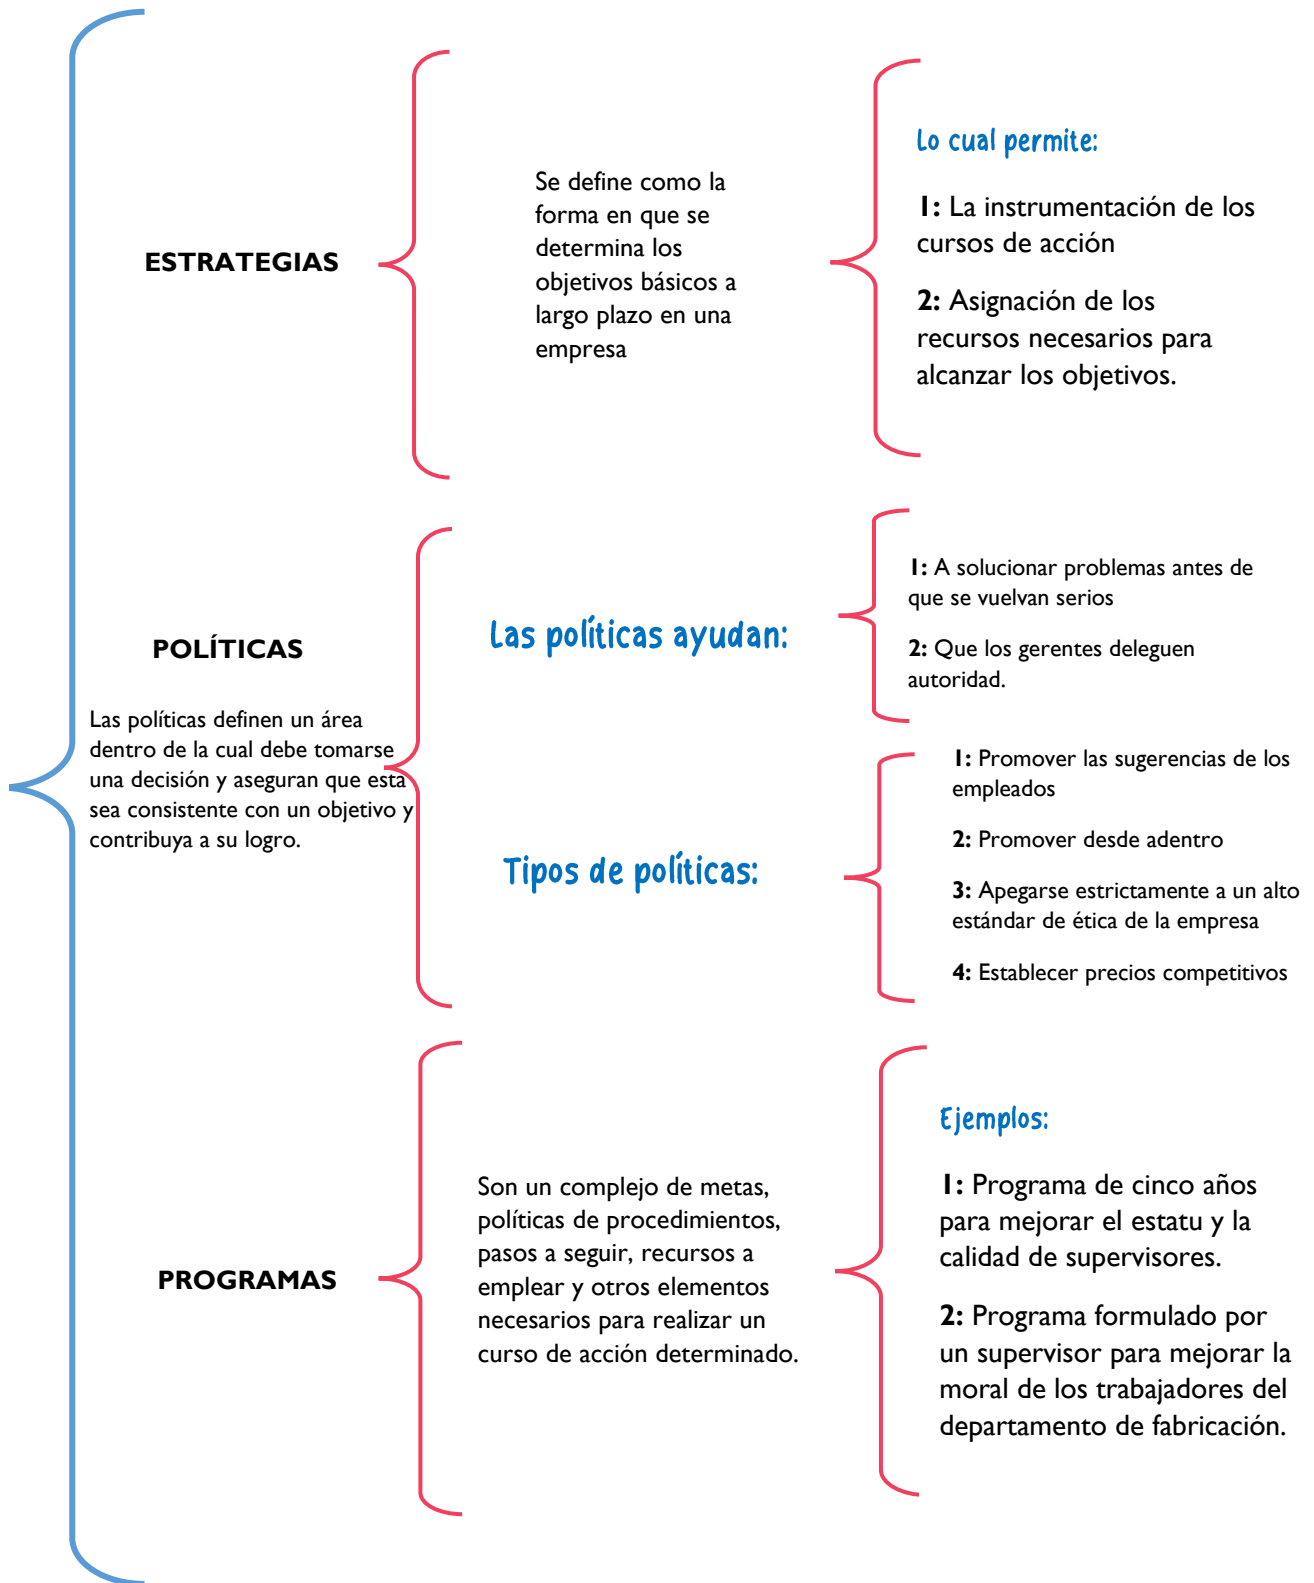 ESTRATEGIAS
Se define como la
forma en que se
determina los
objetivos básicos a
largo plazo en una
empresa
Lo cual permite:
1: La instrumentación de los
cursos de acción
2: Asignación de los
recursos necesarios para
alcanzar los objetivos.
POLÍTICAS
Las políticas definen un área
dentro de la cual debe tomarse
una decisión y aseguran que esta
sea consistente con un objetivo y
contribuya a su logro.
Las políticas ayudan:
1: A solucionar problemas antes de
que se vuelvan serios
2: Que los gerentes deleguen
autoridad.
Tipos de políticas:
1: Promover las sugerencias de los
empleados
2: Promover desde adentro
3: Apegarse estrictamente a un alto
estándar de ética de la empresa
4: Establecer precios competitivos
PROGRAMAS
Son un complejo de metas,
políticas de procedimientos,
pasos a seguir, recursos a
emplear y otros elementos
necesarios para realizar un
curso de acción determinado.
Ejemplos:
1: Programa de cinco años
para mejorar el estatu y la
calidad de supervisores.
2: Programa formulado por
un supervisor para mejorar la
moral de los trabajadores del
departamento de fabricación.